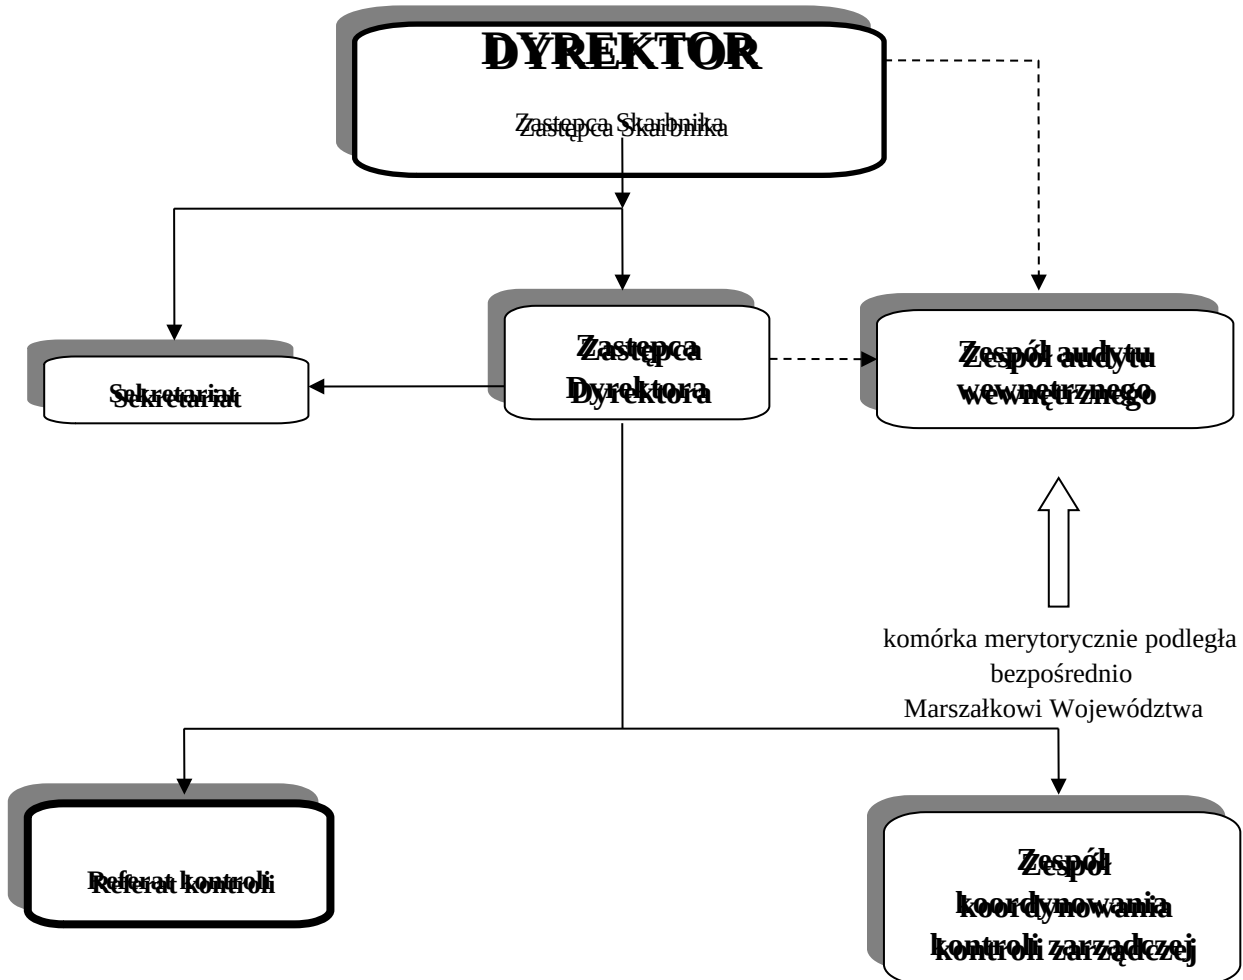 DYREKTOR
Zastępca Skarbnika
Zastępca
Dyrektora
Zespół audytu
wewnętrznego
Sekretariat
komórka merytorycznie podległa
bezpośrednio
Marszałkowi Województwa
Referat kontroli
Zespół
koordynowania
kontroli zarządczej